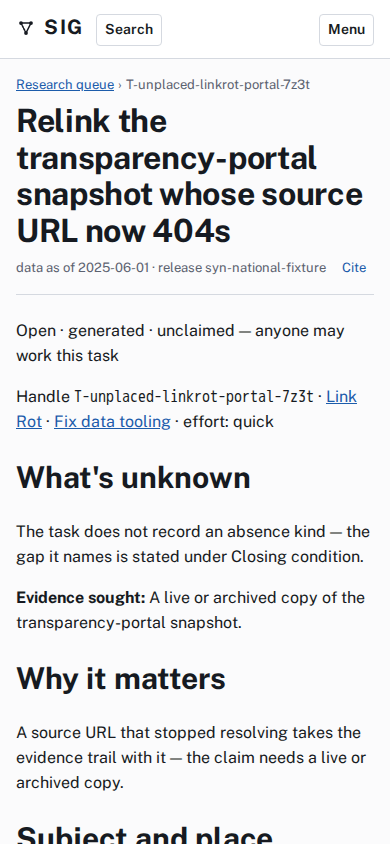 SIG
Search
Menu
Research queue › T-unplaced-linkrot-portal-7z3t
Relink the
transparency-portal
snapshot whose source
URL now 404s
data as of 2025-06-01 · release syn-national-fixture Cite
Open · generated · unclaimed — anyone may
work this task
Handle T-unplaced-linkrot-portal-7z3t · Link
Rot · Fix data tooling · effort: quick
What's unknown
The task does not record an absence kind — the
gap it names is stated under Closing condition.
Evidence sought: A live or archived copy of the
transparency-portal snapshot.
Why it matters
A source URL that stopped resolving takes the
evidence trail with it — the claim needs a live or
archived copy.
Subject and place